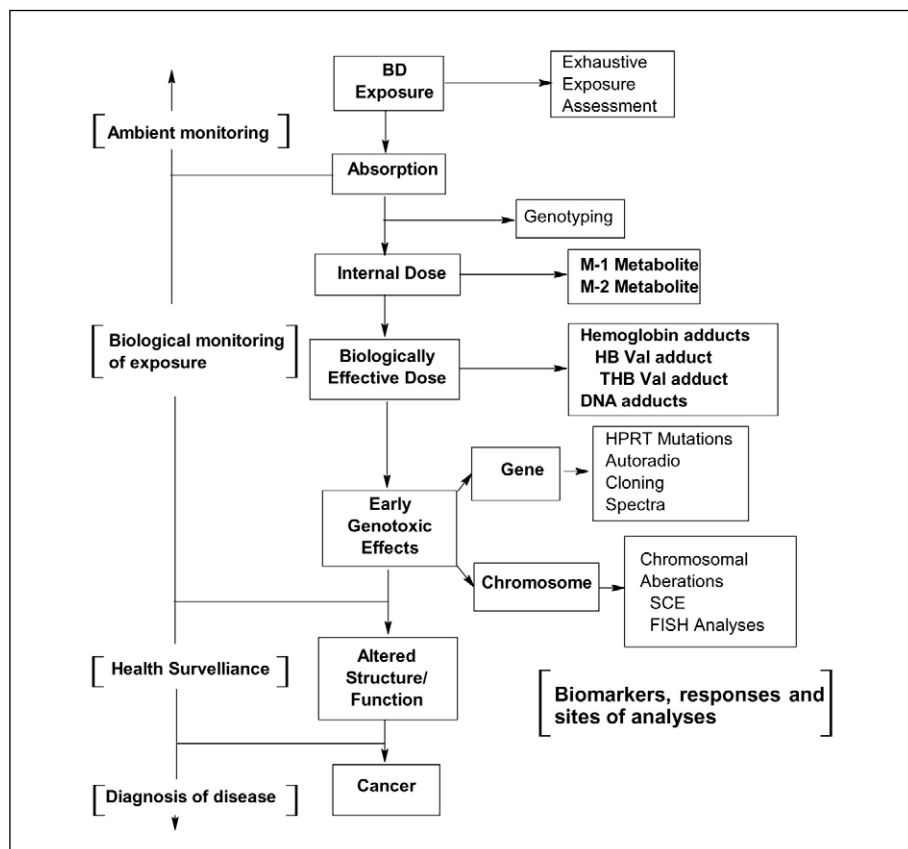 BD
Exposure
Exhaustive
Exposure
Assessment
[Ambient monitoring]
Absorption
Genotyping
Internal Dose
M-1 Metabolite
M-2 Metabolite
[Biological monitoring
of exposure]
Biologically
Effective Dose
Hemoglobin adducts
HB Val adduct
THB Val adduct
DNA adducts
Gene
HPRT Mutations
Autoradio
Cloning
Spectra
Early
Genotoxic
Effects
Chromosome
Chromosomal
Aberations
SCE
FISH Analyses
[Health Survelliance]
Altered
Structure/
Function
[Biomarkers, responses and
sites of analyses]
Cancer
[Diagnosis of disease]